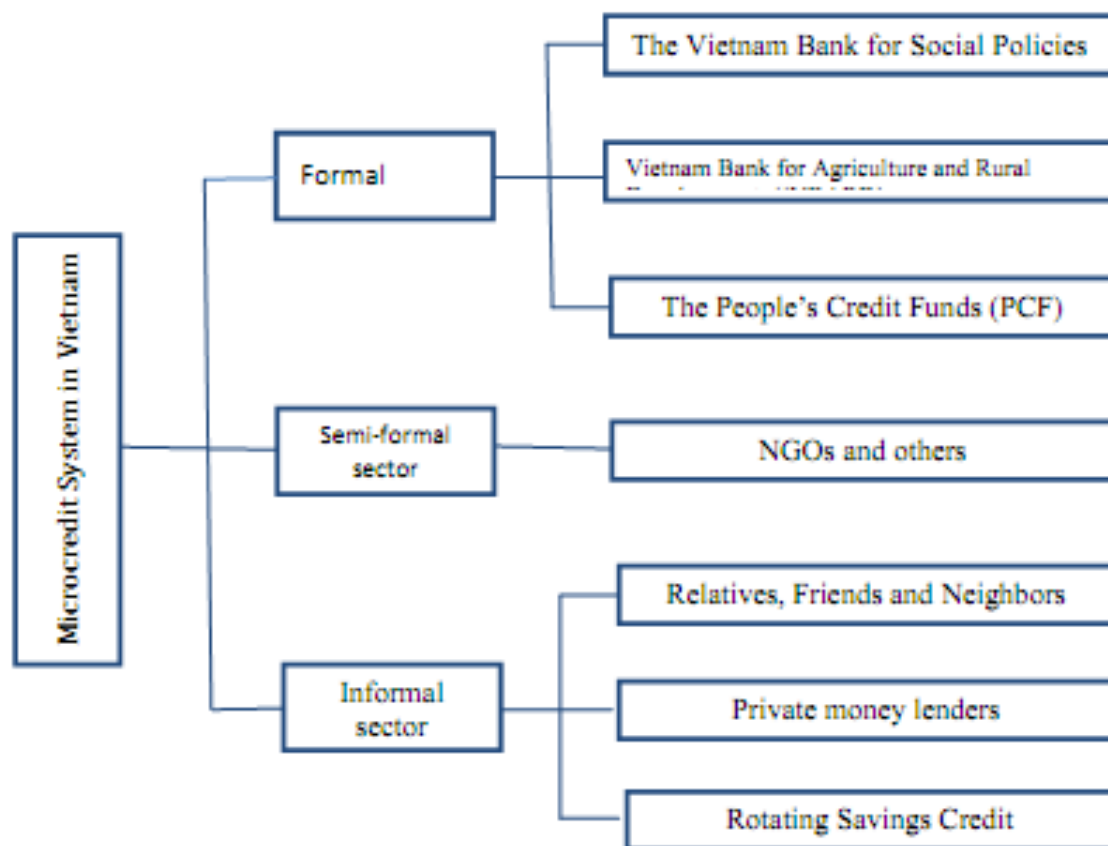 Microcredit System in Vietnam
Formal
The Vietnam Bank for Social Policies
Vietnam Bank for Agriculture and Rural
The People's Credit Funds (PCF)
Semi-formal
sector
NGOs and others
Informal
sector
Relatives, Friends and Neighbors
Private money lenders
Rotating Savings Credit